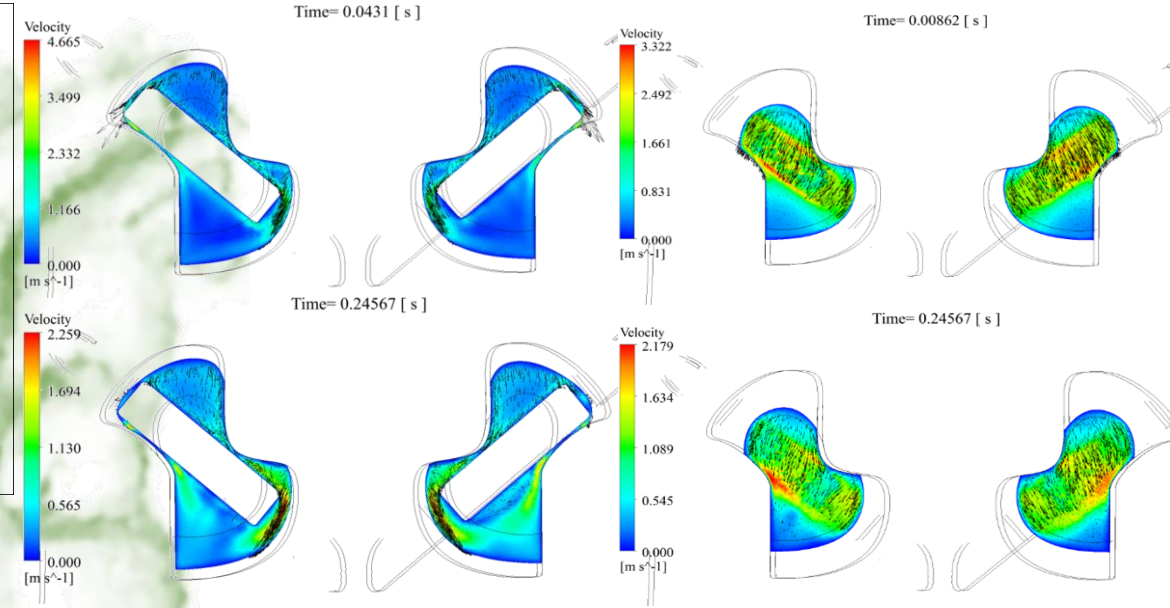 Time= 0.0431 [ s ]
Velocity
4.665
3.499
2.332
1.166
0.000
[m s^-1]
Time= 0.00862 [ s ]
Velocity
3.322
2.492
1.661
0.831
0.000
[m s^-1]
Time= 0.24567 [ s ]
Velocity
2.259
1.694
1.130
0.565
0.000
[m s^-1]
Time= 0.24567 [ s ]
Velocity
2.179
1.634
1.089
0.545
0.000
[m s^-1]